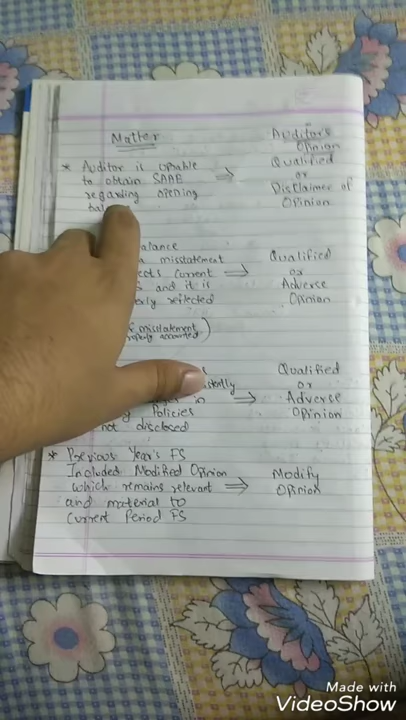 Matter
Auditor's
Opinion
* Auditor is unable
to obtain SAAE
regarding opening
⇒ Qualified
or
Disclaimer of
Opinion
misstatement
current
and it is
reflected
→ Qualified
or
Adverse
Opinion
misstatement
accounted)
in
Policies
not disclosed
⇒ Qualified
or
Adverse
Opinion
* Previous Year's FS
Included Modified Opinion
which remains relevant
and material to
Current Period FS
⇒ Modify
Opinion
Made with
VideoShow